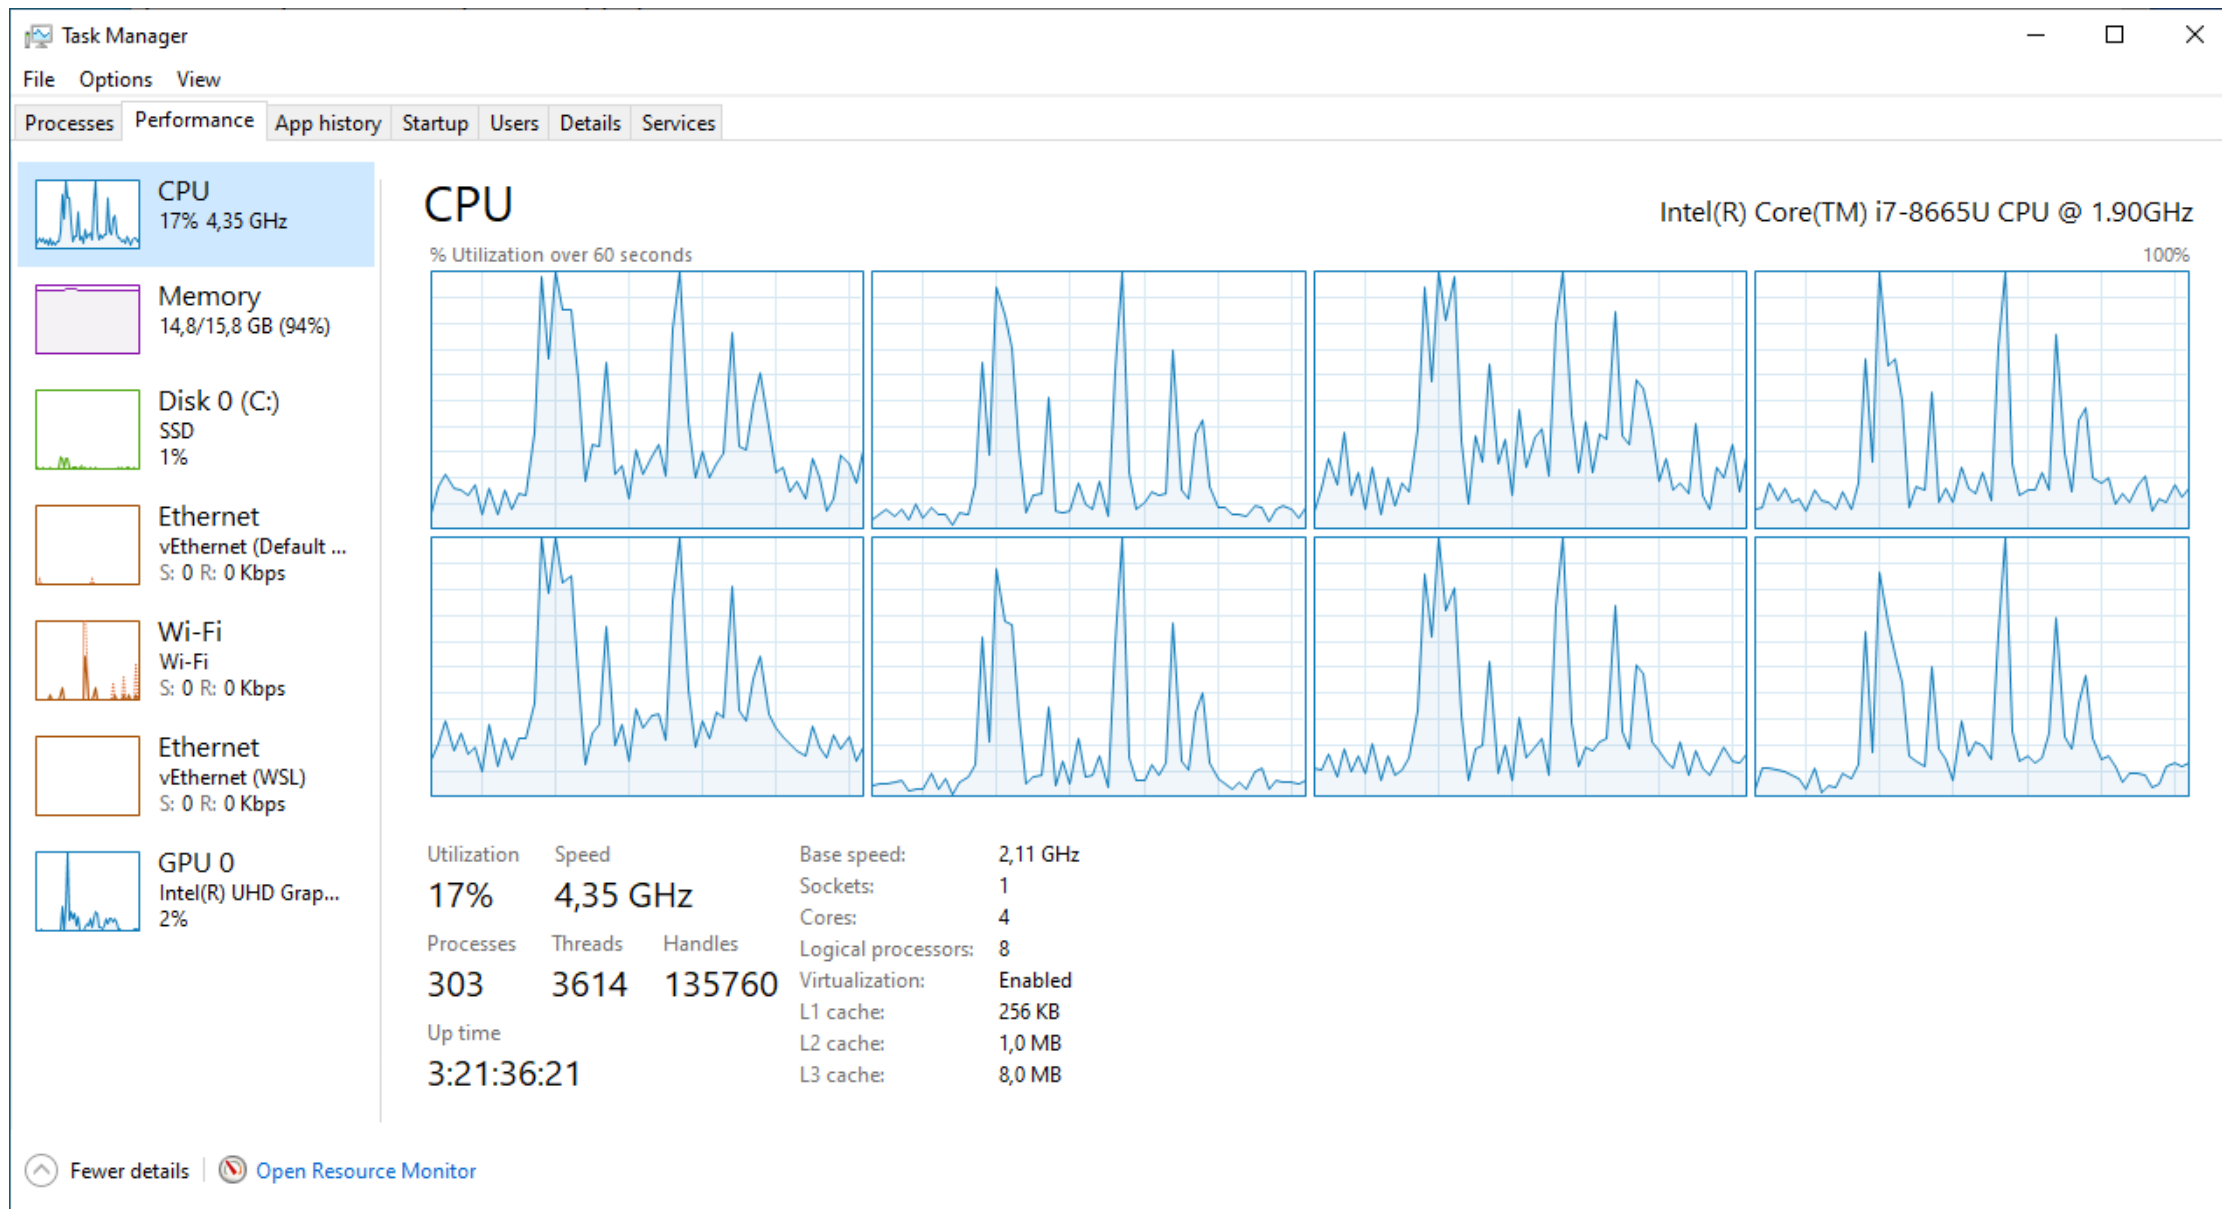 Task Manager
File Options View
Processes Performance App history Startup Users Details Services
CPU
17% 4,35 GHz
Memory
14,8/15,8 GB (94%)
Disk 0 (C:)
SSD
1%
Ethernet
vEthernet (Default ...
S: 0 R: 0 Kbps
Wi-Fi
Wi-Fi
S: 0 R: 0 Kbps
Ethernet
vEthernet (WSL)
S: 0 R: 0 Kbps
GPU 0
Intel(R) UHD Grap...
2%
CPU
Intel(R) Core(TM) i7-8665U CPU @ 1.90GHz
% Utilization over 60 seconds
100%
Utilization Speed
17% 4,35 GHz
Processes Threads Handles
303 3614 135760
Up time
3:21:36:21
Base speed: 2,11 GHz
Sockets: 1
Cores: 4
Logical processors: 8
Virtualization: Enabled
L1 cache: 256 KB
L2 cache: 1,0 MB
L3 cache: 8,0 MB
Fewer details
Open Resource Monitor